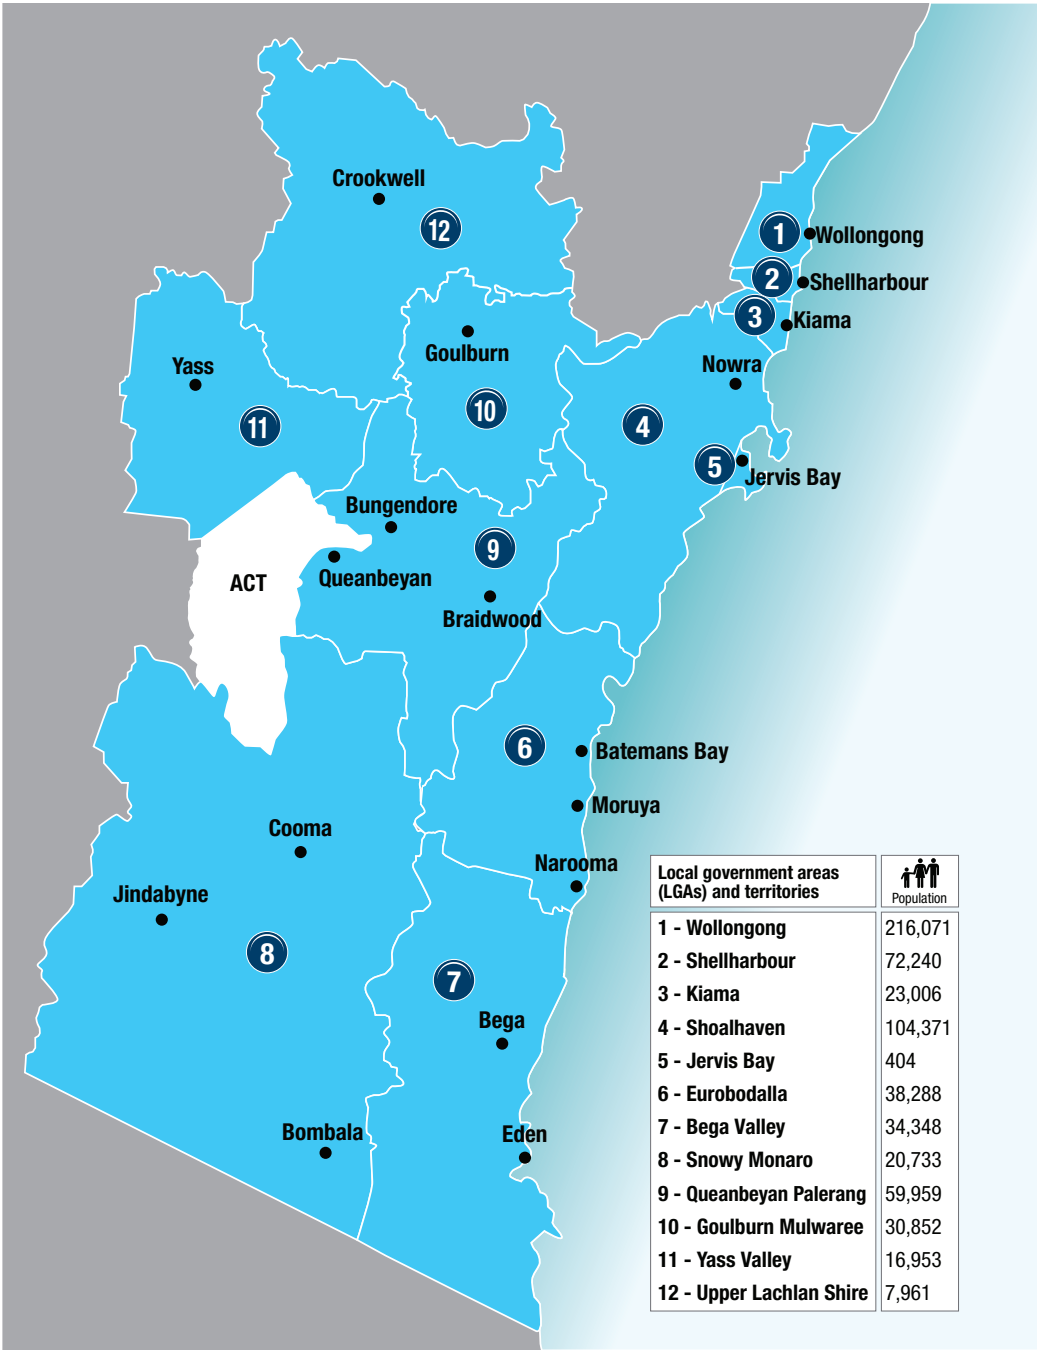 Crookwell
12
1
Wollongong
2
Shellharbour
3
Kiama
Goulburn
Yass
Nowra
10
11
4
5
Jervis Bay
Bungendore
9
Queanbeyan
ACT
Braidwood
6
Batemans Bay
Moruya
Cooma
Narooma
Jindabyne
8
7
Bega
Bombala
Eden
Local government areas
(LGAs) and territories
Population
1 - Wollongong 216,071
2 - Shellharbour 72,240
3 - Kiama 23,006
4 - Shoalhaven 104,371
5 - Jervis Bay 404
6 - Eurobodalla 38,288
7 - Bega Valley 34,348
8 - Snowy Monaro 20,733
9 - Queanbeyan Palerang 59,959
10 - Goulburn Mulwaree 30,852
11 - Yass Valley 16,953
12 - Upper Lachlan Shire 7,961